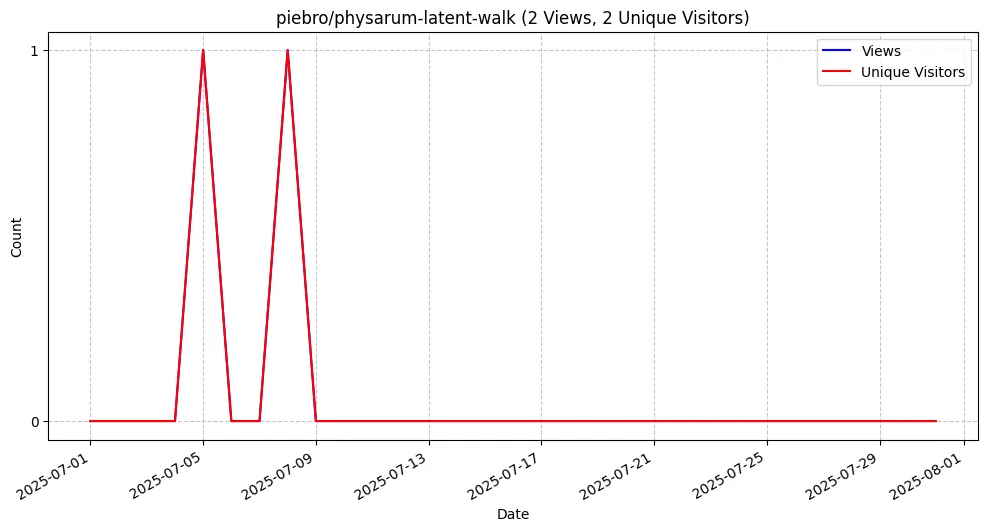 piebro/physarum-latent-walk (2 Views, 2 Unique Visitors)
Views
Unique Visitors
1
Count
0
2025-07-01
2025-07-05
2025-07-09
2025-07-13
2025-07-17
2025-07-21
2025-07-25
2025-07-29
2025-08-01
Date